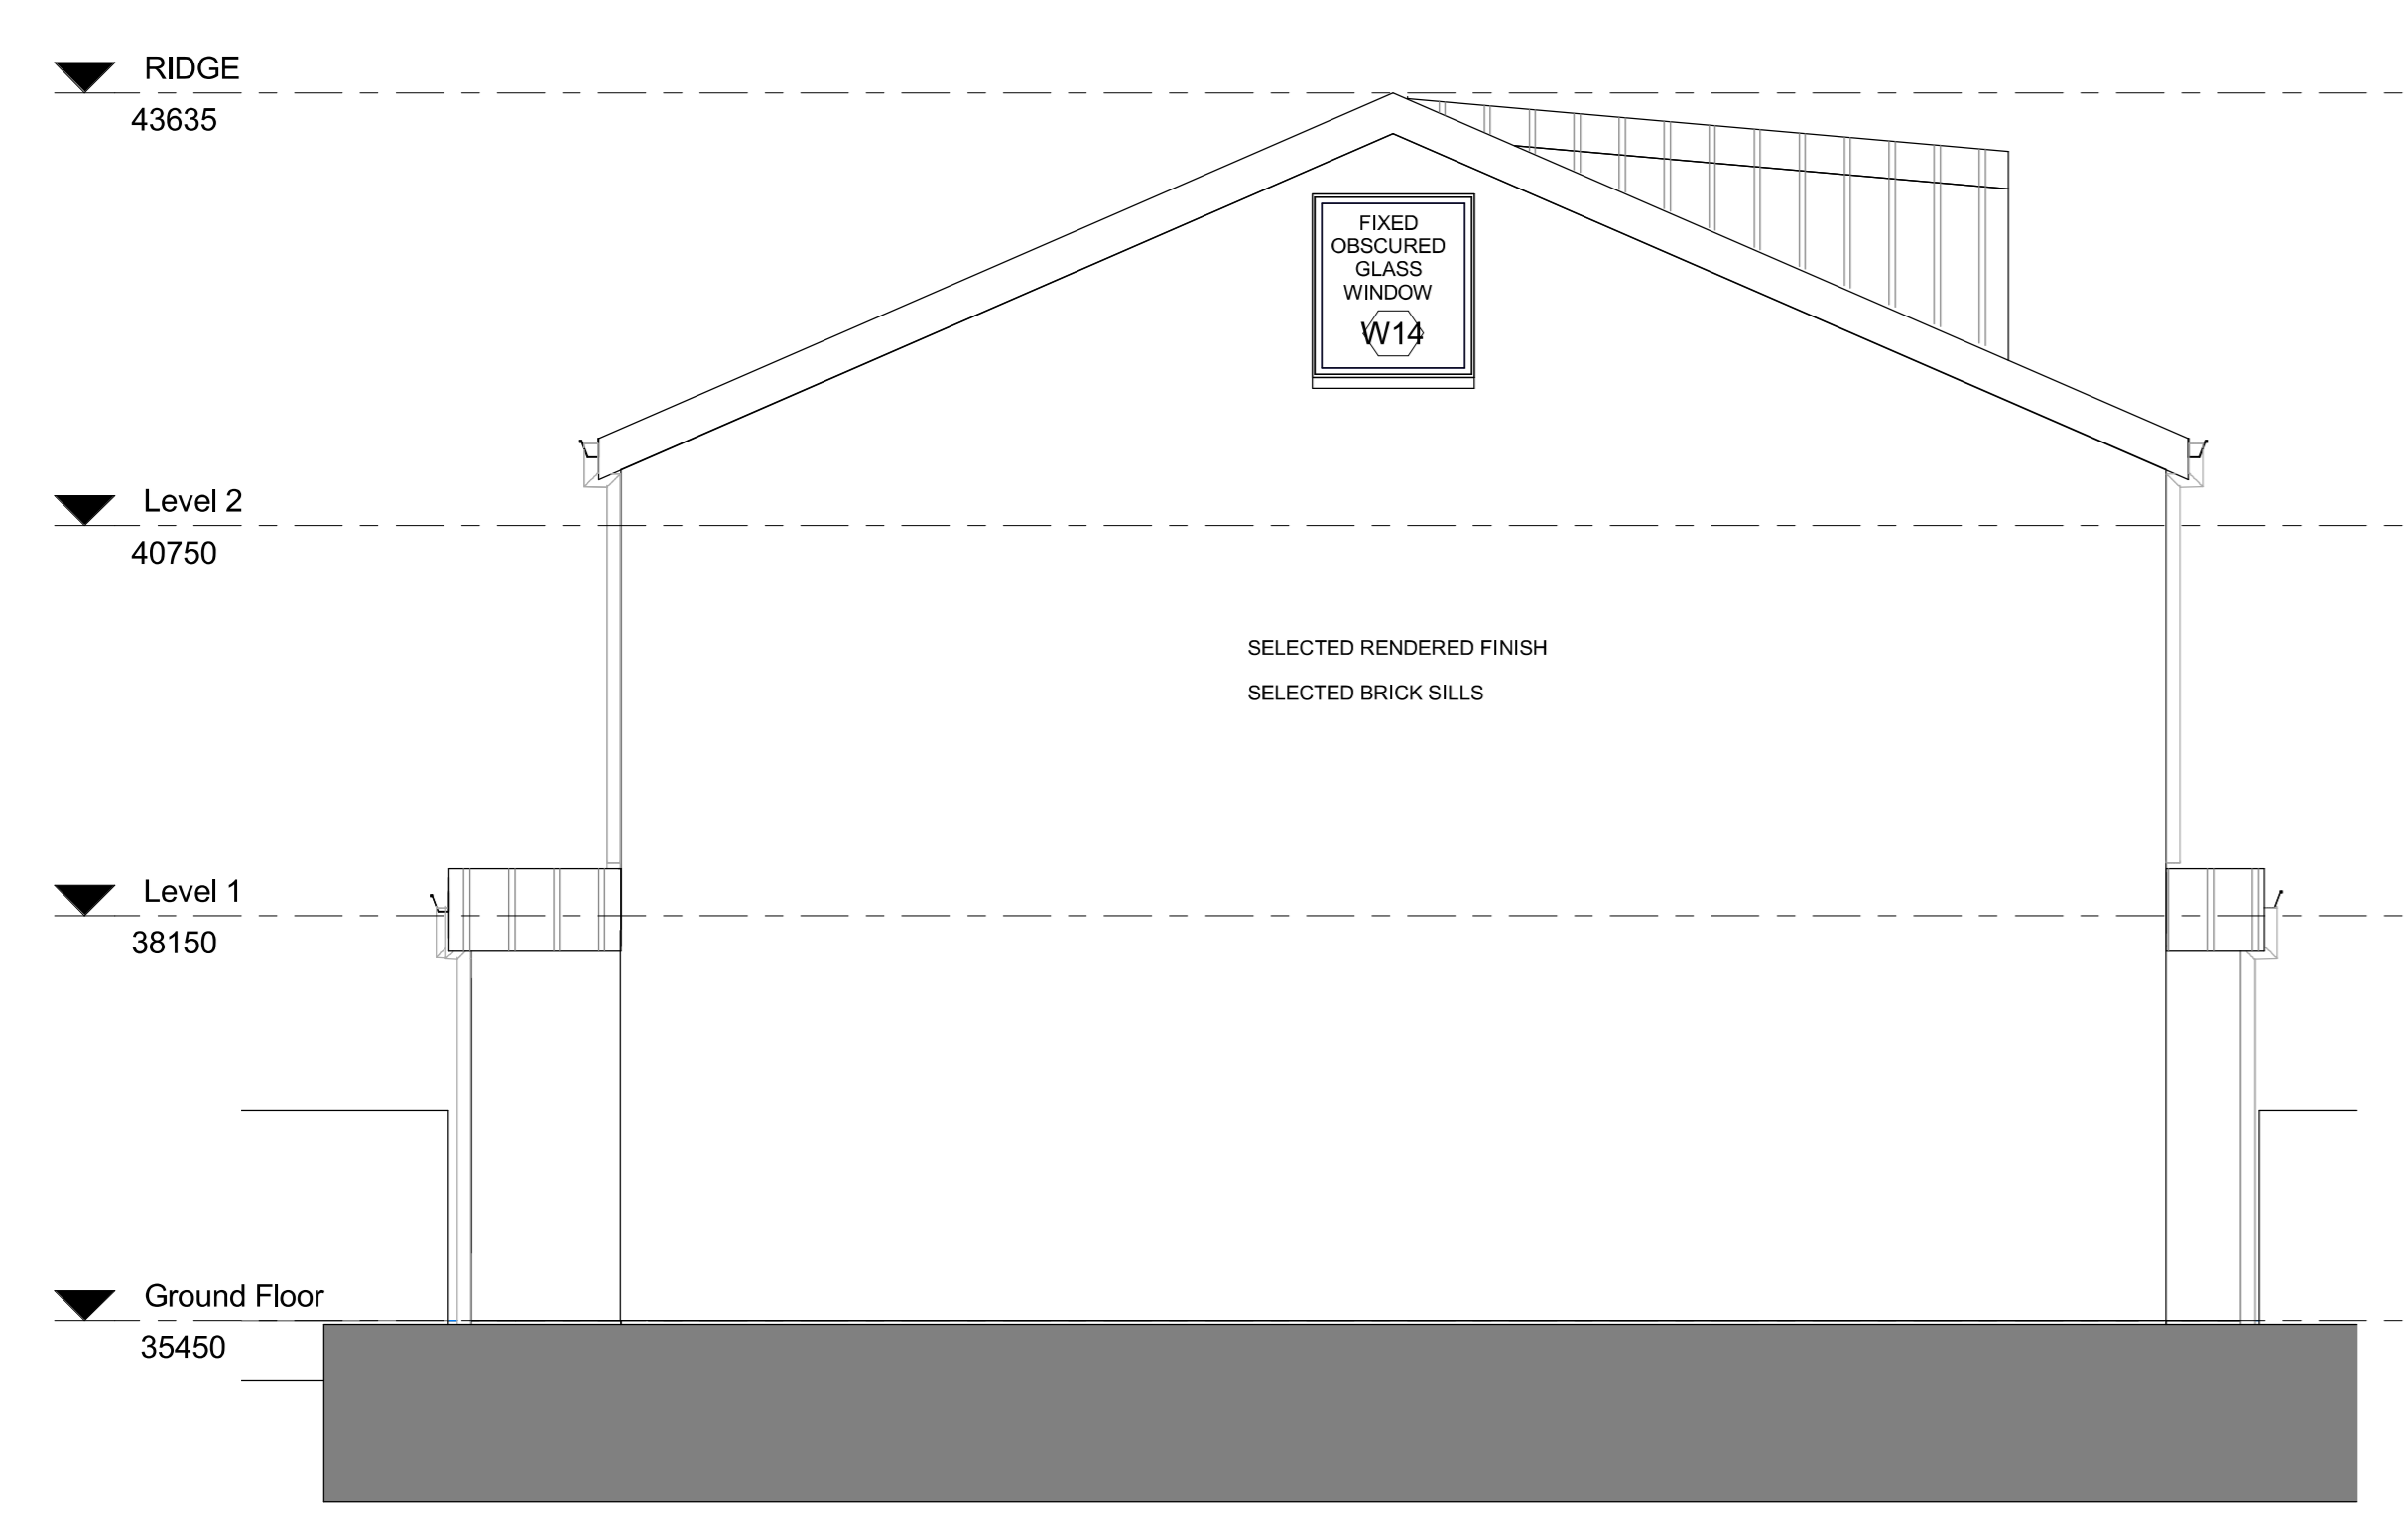 RIDGE
43635
FIXED
OBSCURED
GLASS
WINDOW
W14
Level 2
40750
SELECTED RENDERED FINISH
SELECTED BRICK SILLS
Level 1
38150
Ground Floor
35450